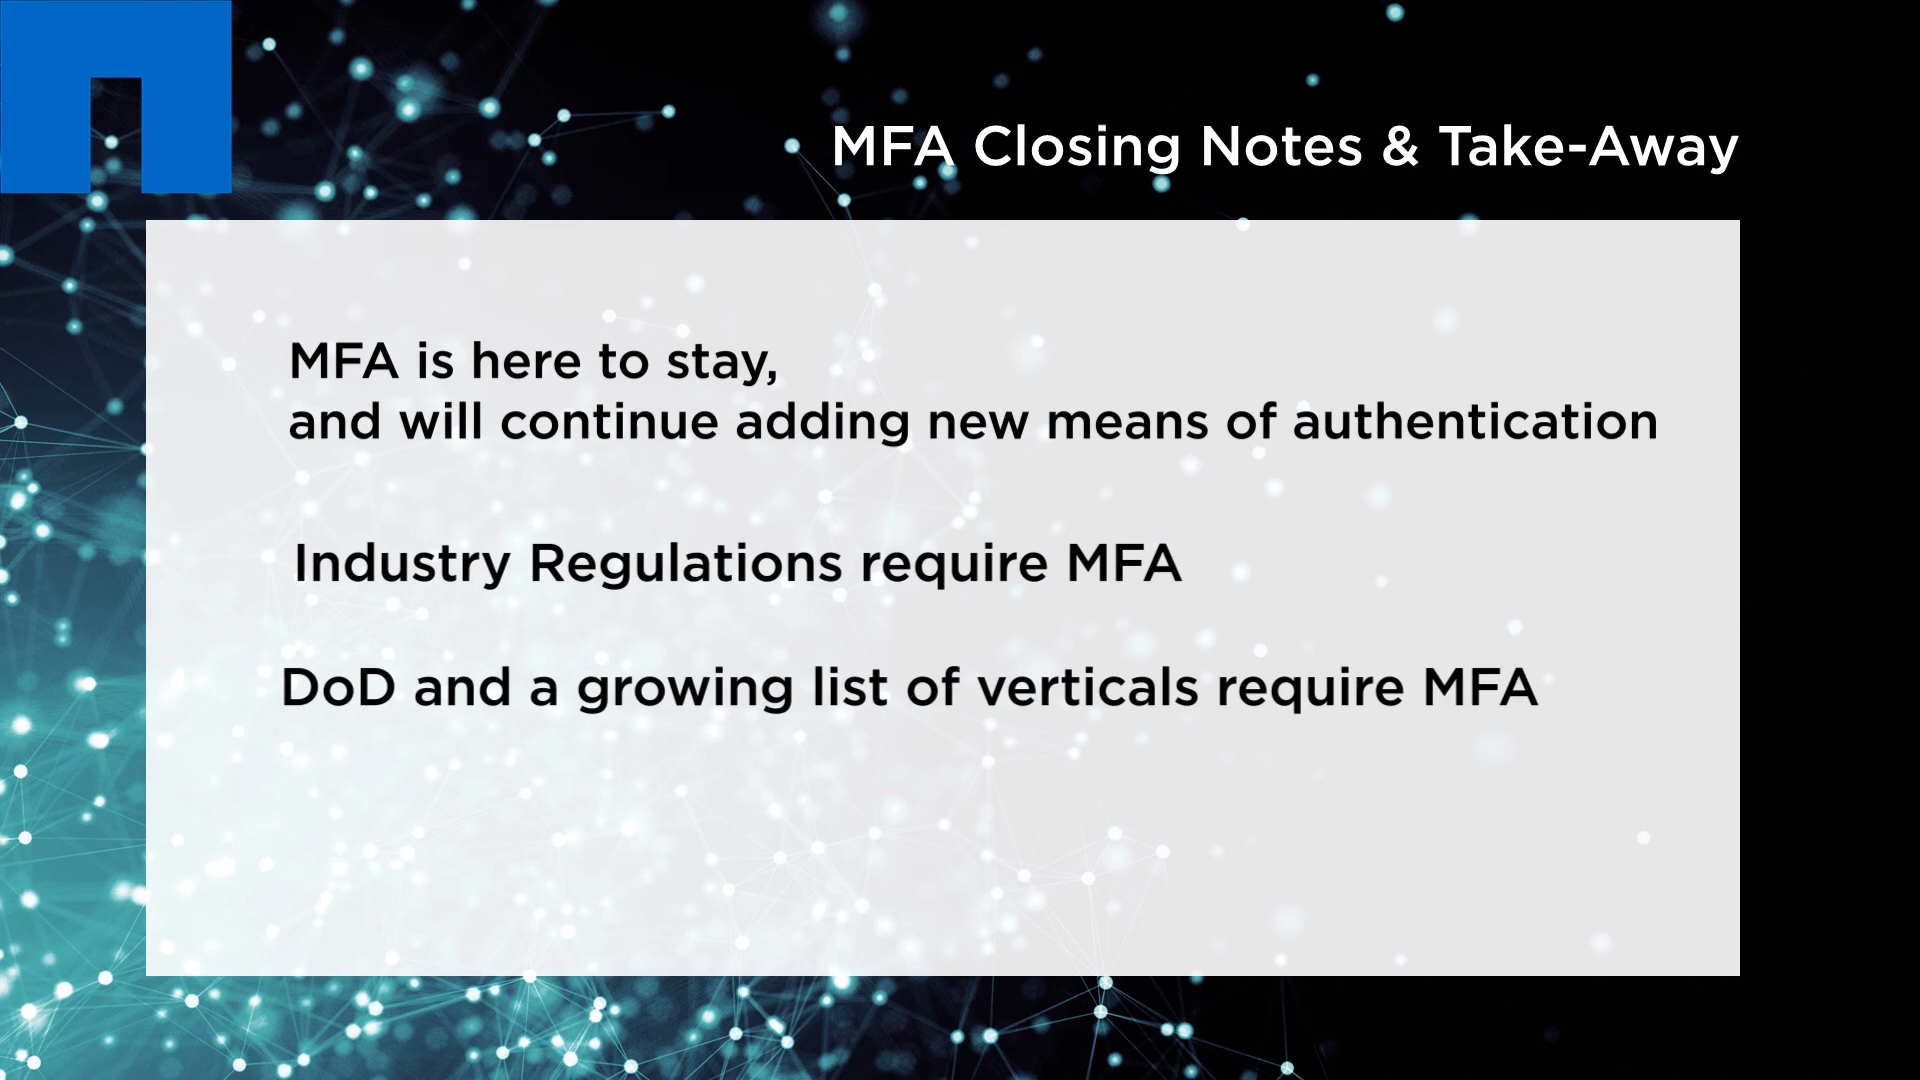 MFA Closing Notes & Take-Away
MFA is here to stay,
and will continue adding new means of authentication
Industry Regulations require MFA
DoD and a growing list of verticals require MFA